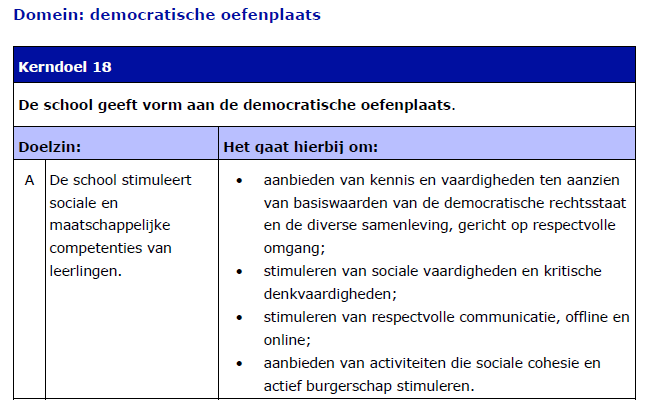 Domein: democratische oefenplaats
Kerndoel 18
De school geeft vorm aan de democratische oefenplaats.
Doelzin:
Het gaat hierbij om:
A
De school stimuleert
sociale en
maatschappelijke
competenties van
leerlingen.
• aanbieden van kennis en vaardigheden ten aanzien
van basiswaarden van de democratische rechtsstaat
en de diverse samenleving, gericht op respectvolle
omgang;
• stimuleren van sociale vaardigheden en kritische
denkvaardigheden;
• stimuleren van respectvolle communicatie, offline en
online;
• aanbieden van activiteiten die sociale cohesie en
actief burgerschap stimuleren.